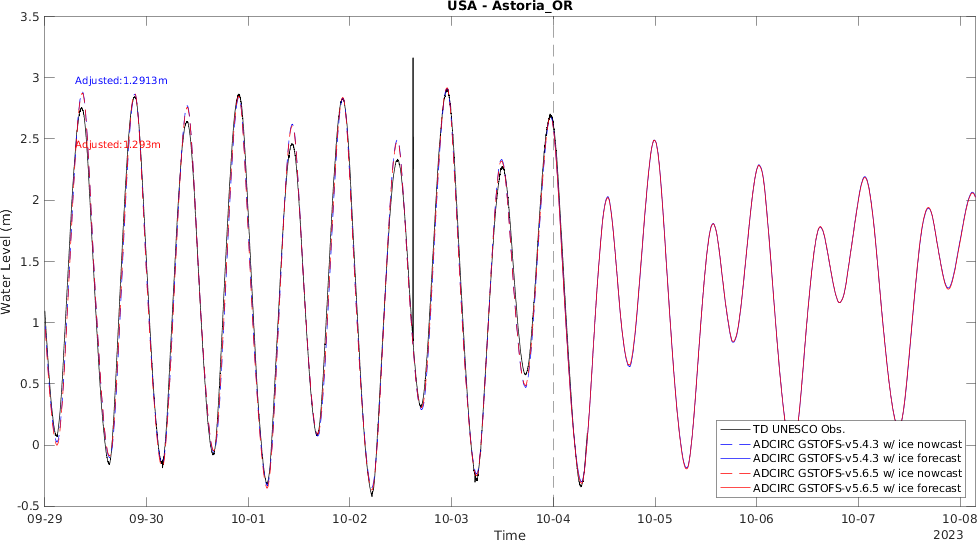 USA - Astoria_OR
3.5
3
2.5
2
1.5
1
0.5
0
-0.5
Water Level (m)
Adjusted:1.2913m
Adjusted:1.293m
TD UNESCO Obs.
ADCIRC GSTOFS-v5.4.3 w/ ice nowcast
ADCIRC GSTOFS-v5.4.3 w/ ice forecast
ADCIRC GSTOFS-v5.6.5 w/ ice nowcast
ADCIRC GSTOFS-v5.6.5 w/ ice forecast
09-29 09-30 10-01 10-02 10-03 10-04 10-05 10-06 10-07 10-08
Time
2023